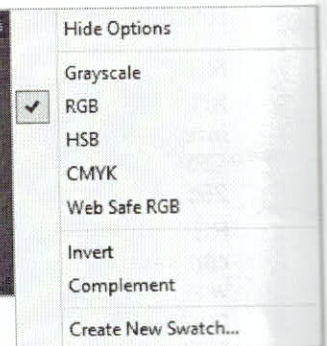 Hide Options
Grayscale
RGB
HSB
CMYK
Web Safe RGB
Invert
Complement
Create New Swatch...